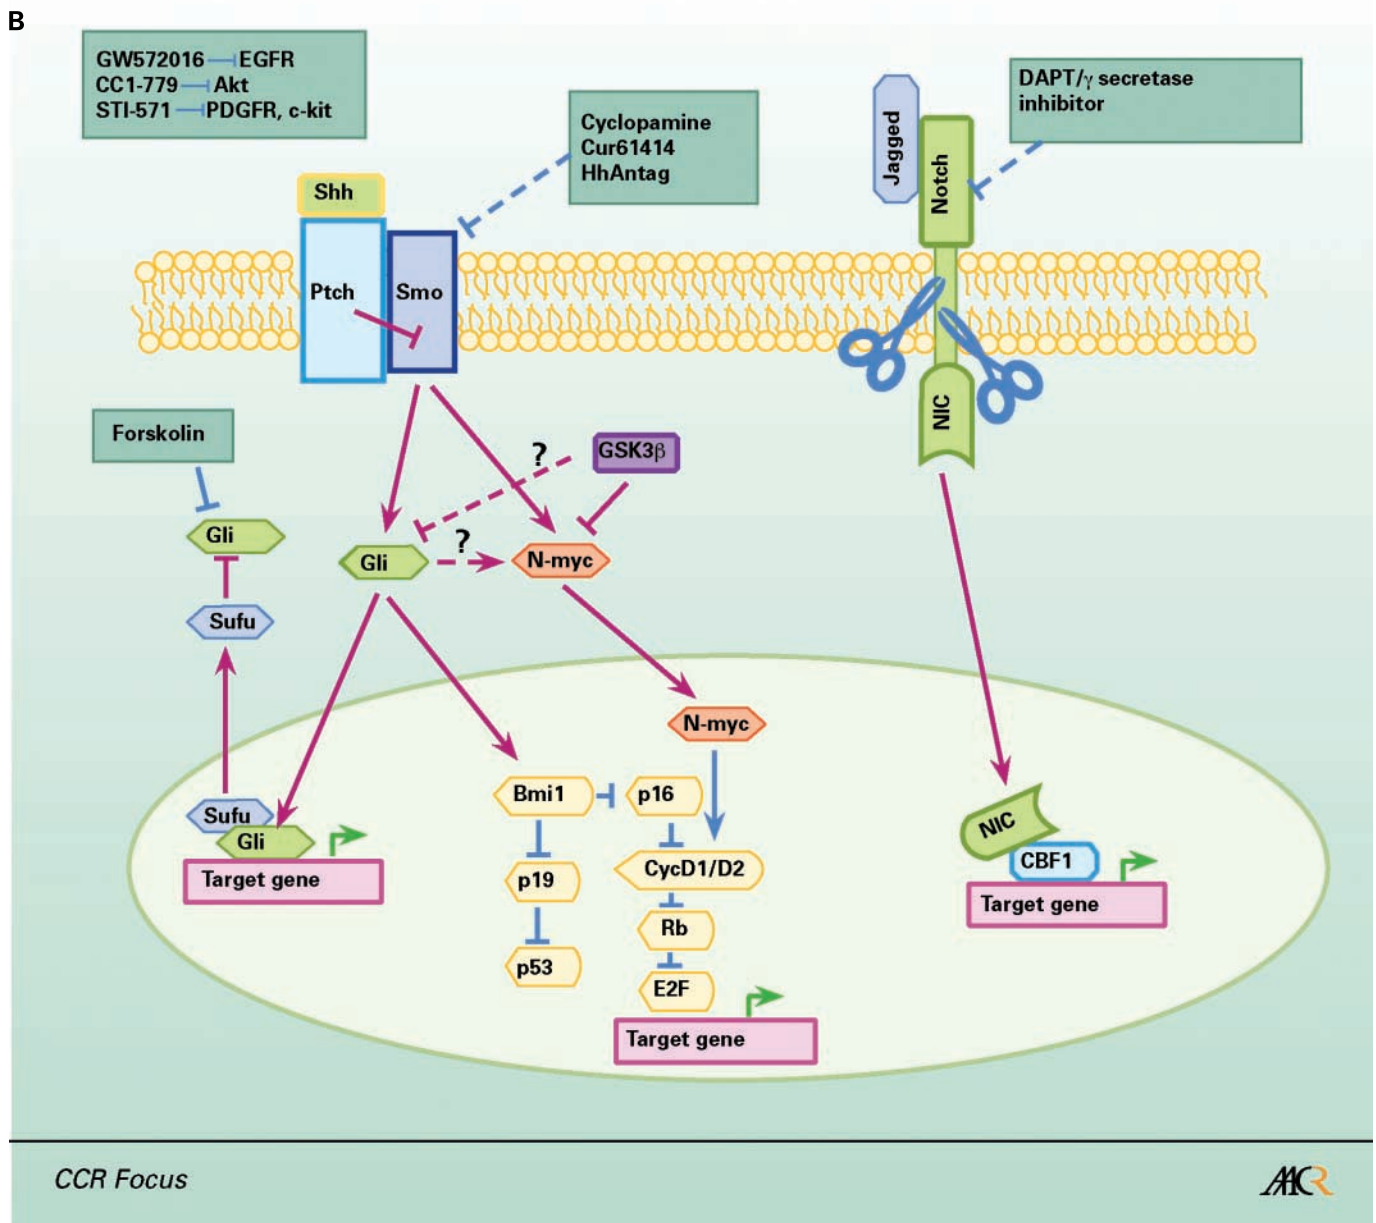 B
GW572016 EGFR
CC1-779 Akt
STI-571 PDGFR, c-kit
Cyclopamine
Cur61414
HhAntag
DAPT/γ secretase
inhibitor
Jagged
Notch
Shh
Ptch
Smo
NIC
Forskolin
?
GSK3β
Gli
?
Gli
N-myc
Sufu
N-myc
Bmi1
p16
Sufu
Gli
Target gene
p19
CycD1/D2
NIC
CBF1
Target gene
Rb
p53
E2F
Target gene
CCR Focus
AACR